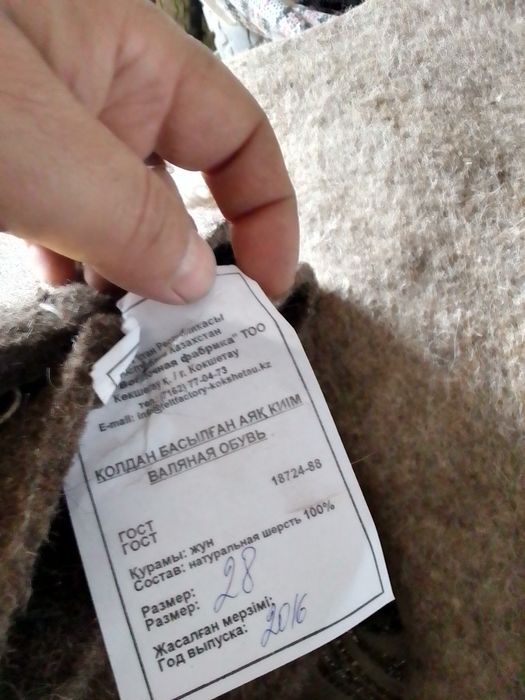 Республикасы
Казахстан
фабрика" ТОО
Көкшетау қ. / г. Кокшетау
тел. (7162) 77-04-73
E-mail: info@feltfactory-kokshetau.kz
ҚОЛДАН БАСЫЛҒАН АЯҚ КИІМ
ВАЛЯНАЯ ОБУВЬ
18724-88
ГОСТ
ГОСТ
Құрамы: жүн
Состав: натуральная шерсть 100%
Размер:
Размер: 28
Жасалған мерзімі:
Год выпуска: 2016